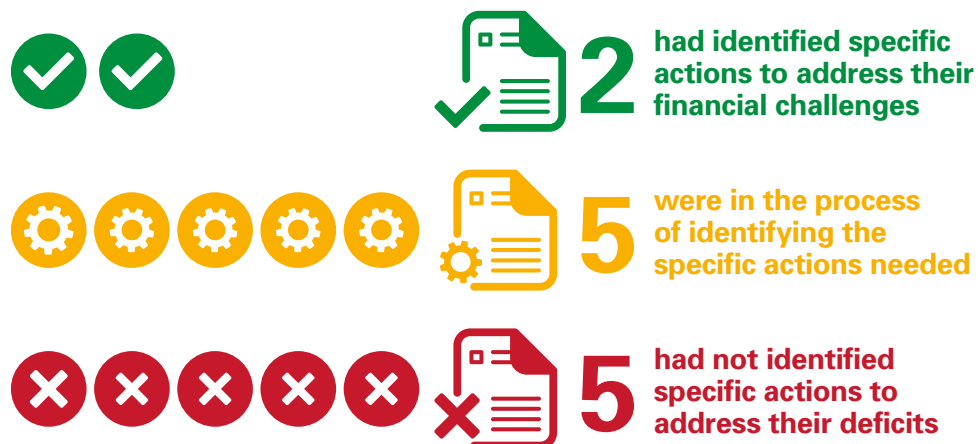 2
had identified specific
actions to address their
financial challenges
5
were in the process
of identifying the
specific actions needed
5
had not identified
specific actions to
address their deficits